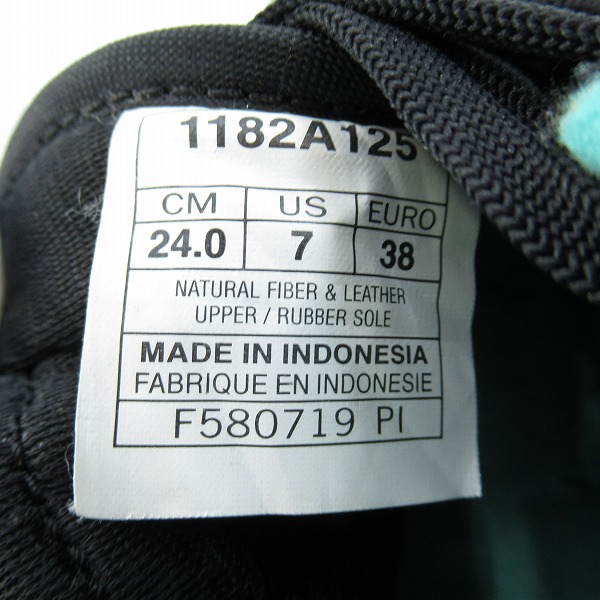 1182A125
CM US EURO
24.0 7 38
NATURAL FIBER & LEATHER
UPPER / RUBBER SOLE
MADE IN INDONESIA
FABRIQUE EN INDONESIE
F580719 PI